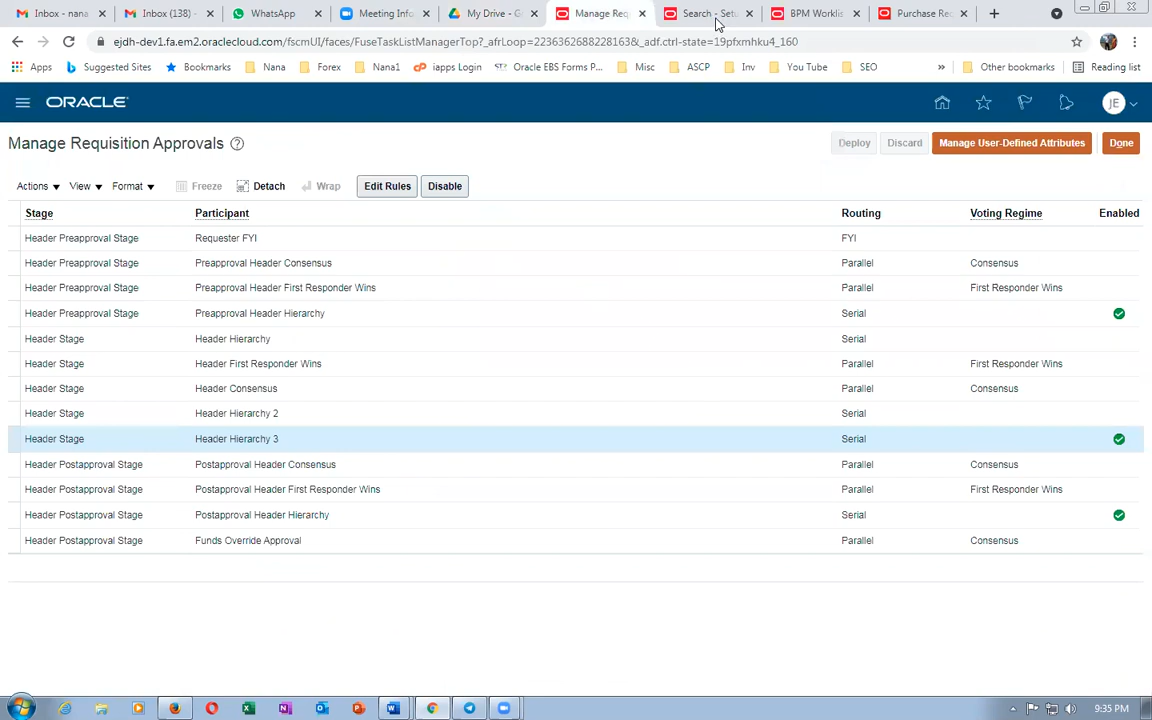 Inbox - nana
Inbox (138) -
WhatsApp
Meeting Info
My Drive - G
Manage Req
Search - Setu
BPM Worklis
Purchase Re
ejdh-dev1.fa.em2.oraclecloud.com/fscmUI/faces/FuseTaskListManagerTop?_afrLoop=2236362688228163&_adf.ctrl-state=19pfxmhku4_160
Apps
Suggested Sites
Bookmarks
Nana
Forex
Nana1
iapps Login
Oracle EBS Forms P...
Misc
ASCP
Inv
You Tube
SEO
»
Other bookmarks
Reading list
ORACLE
JE
Manage Requisition Approvals
Deploy
Discard
Manage User-Defined Attributes
Done
Actions
View
Format
Freeze
Detach
Wrap
Edit Rules
Disable
Stage Participant Routing Voting Regime Enabled
Header Preapproval Stage Requester FYI FYI
Header Preapproval Stage Preapproval Header Consensus Parallel Consensus
Header Preapproval Stage Preapproval Header First Responder Wins Parallel First Responder Wins
Header Preapproval Stage Preapproval Header Hierarchy Serial
Header Stage Header Hierarchy Serial
Header Stage Header First Responder Wins Parallel First Responder Wins
Header Stage Header Consensus Parallel Consensus
Header Stage Header Hierarchy 2 Serial
Header Stage Header Hierarchy 3 Serial
Header Postapproval Stage Postapproval Header Consensus Parallel Consensus
Header Postapproval Stage Postapproval Header First Responder Wins Parallel First Responder Wins
Header Postapproval Stage Postapproval Header Hierarchy Serial
Header Postapproval Stage Funds Override Approval Parallel Consensus
9:35 PM